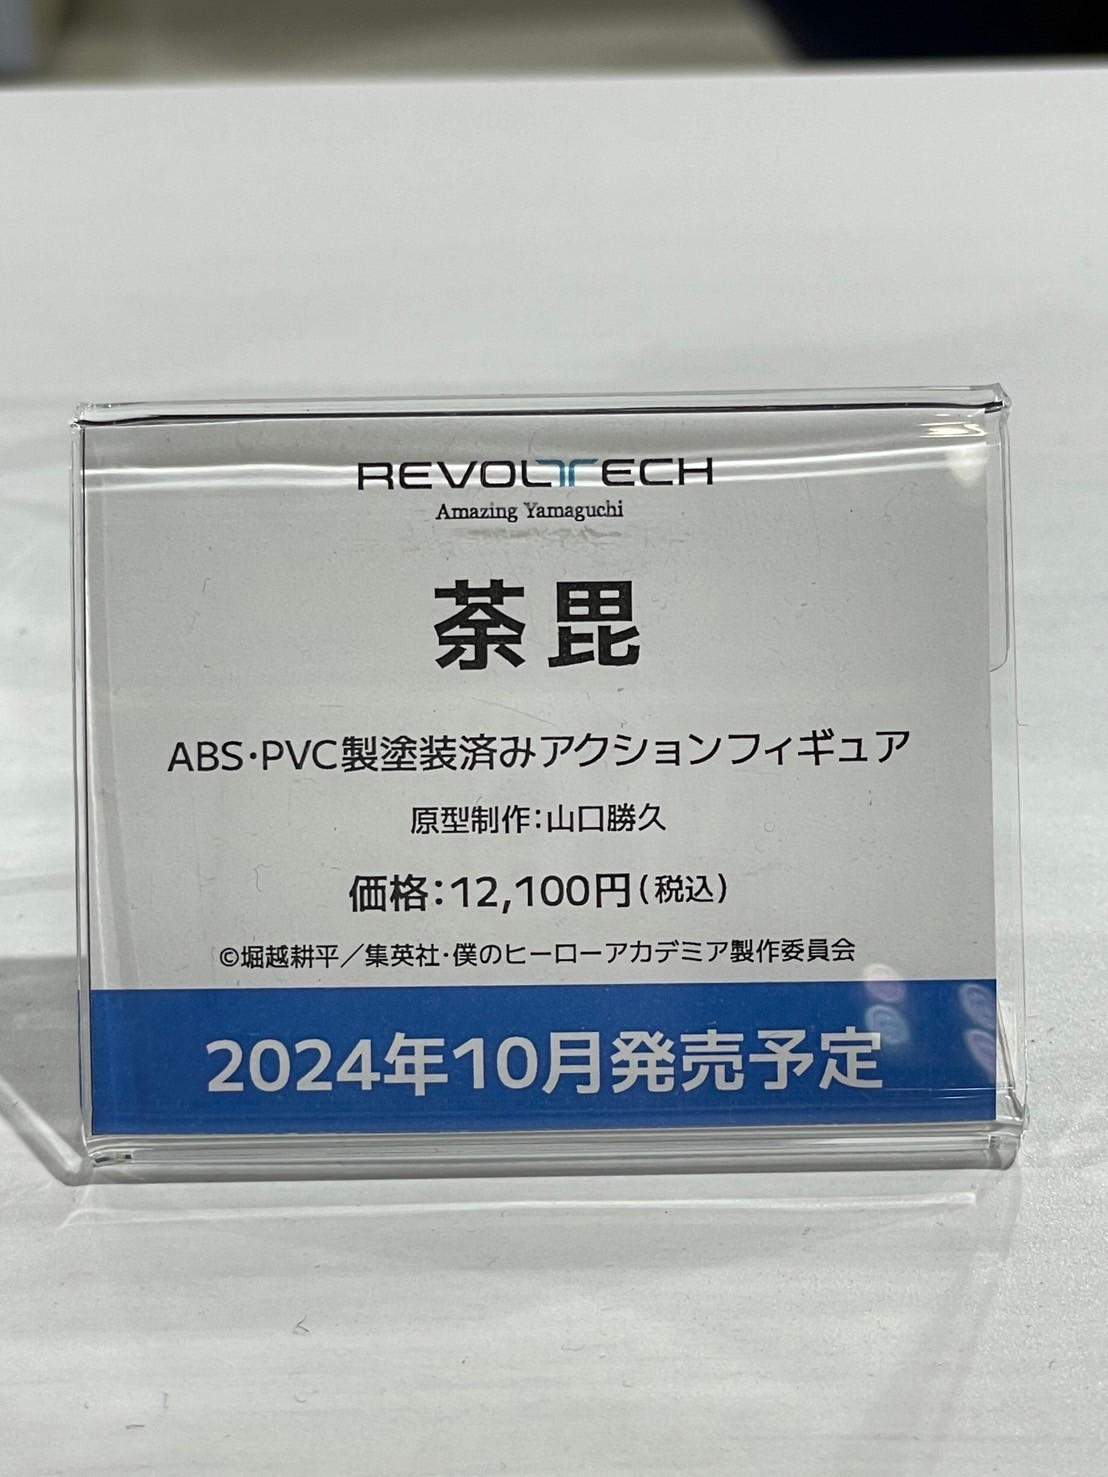 REVOLTECH
Amazing Yamaguchi
荼毘
ABS･PVC製塗装済みアクションフィギュア
原型制作：山口勝久
価格：12,100円（税込）
©堀越耕平／集英社･僕のヒーローアカデミア製作委員会
2024年10月発売予定